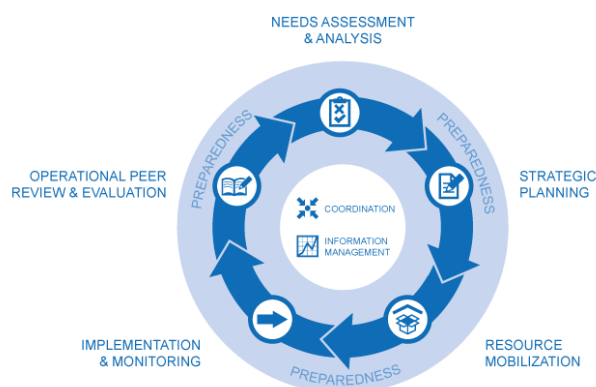 NEEDS ASSESSMENT
& ANALYSIS
PREPAREDNESS
PREPAREDNESS
OPERATIONAL PEER
REVIEW & EVALUATION
STRATEGIC
PLANNING
COORDINATION
INFORMATION
MANAGEMENT
IMPLEMENTATION
& MONITORING
RESOURCE
MOBILIZATION
PREPAREDNESS